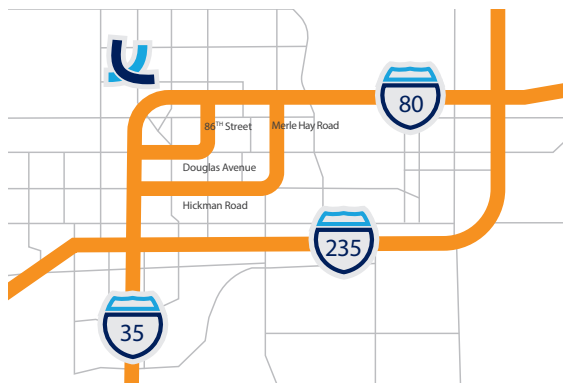 80
86TH Street
Merle Hay Road
Douglas Avenue
Hickman Road
235
35